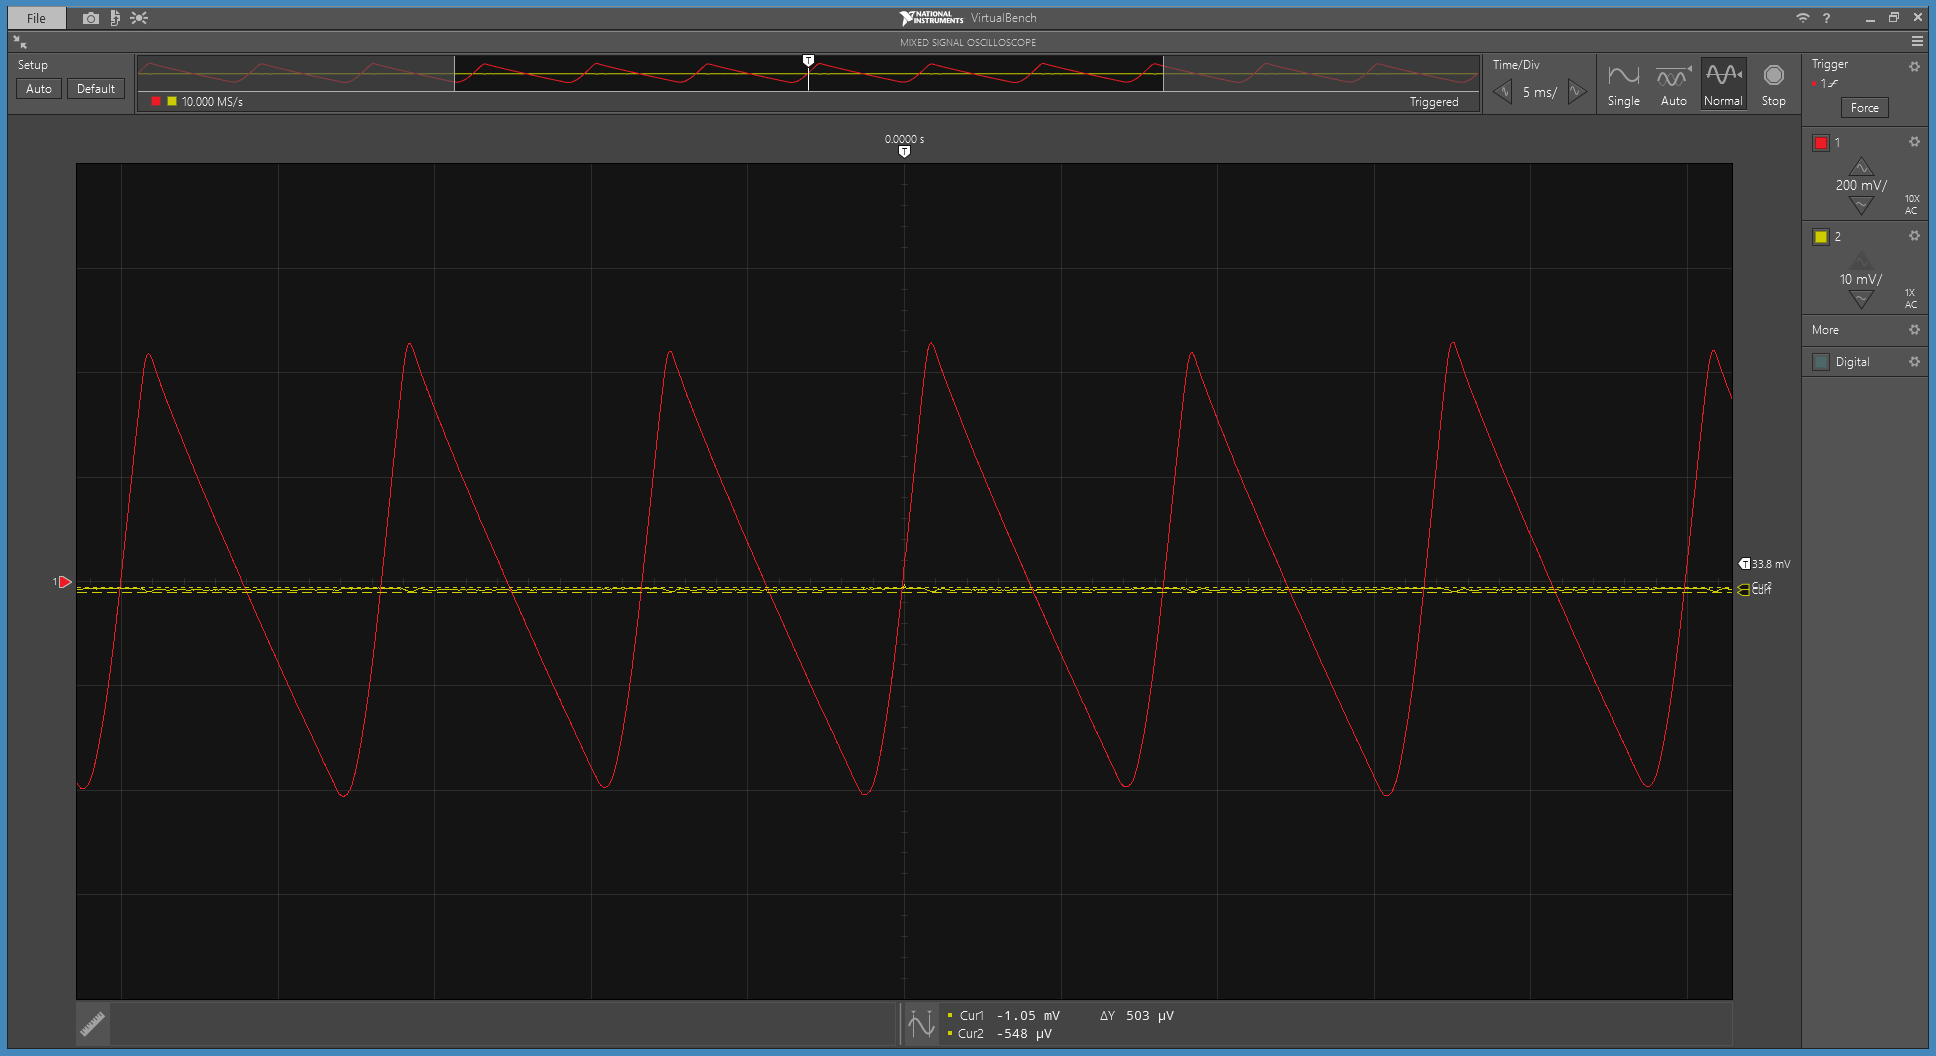 File
NATIONAL INSTRUMENTS VirtualBench
?
MIXED SIGNAL OSCILLOSCOPE
Setup
Auto Default
T
10.000 MS/s
Triggered
Time/Div
5 ms/
Single Auto Normal Stop
Trigger
1
Force
0.0000 s
T
1
200 mV/
10X
AC
2
10 mV/
1X
AC
More
Digital
1
T 33.8 mV
Cur2
Cur1
Cur1 -1.05 mV ΔY 503 µV
Cur2 -548 µV